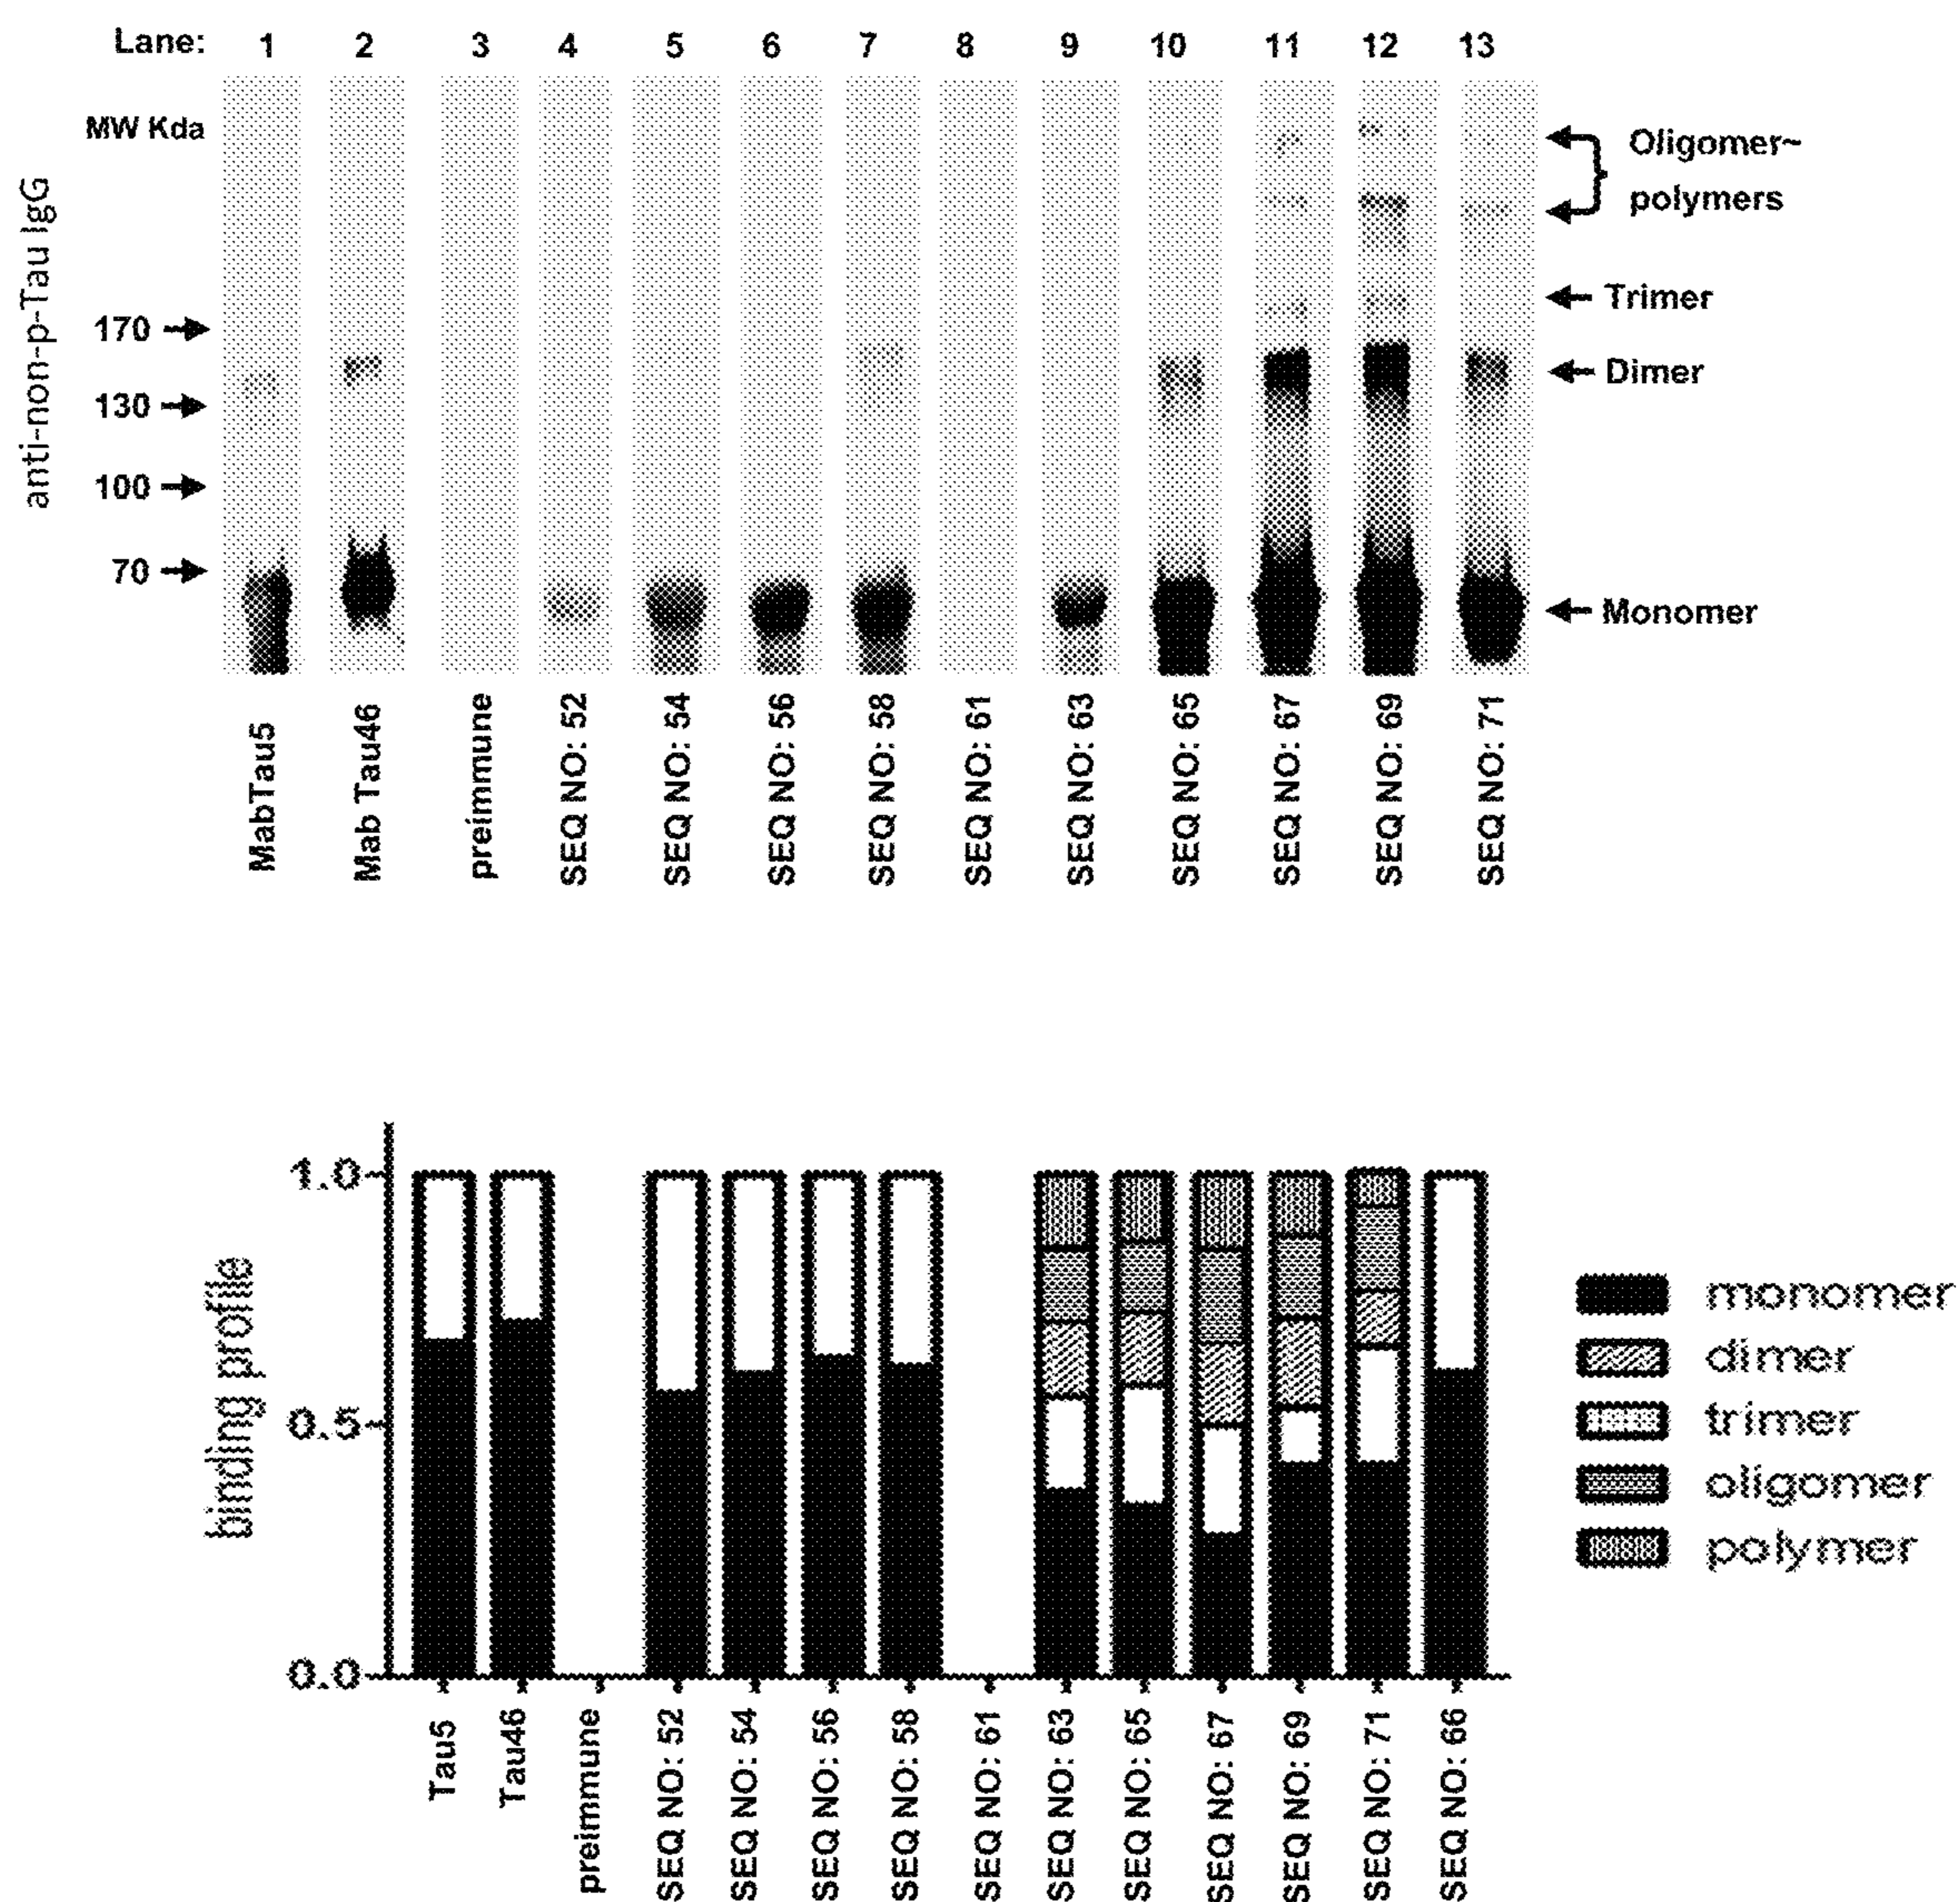 Lane: 1 2 3 4 5 6 7 8 9 10 11 12 13
MW Kda
anti-non-p-Tau IgG
170
130
100
70
Oligomer~
polymers
Trimer
Dimer
Monomer
MabTau5
Mab Tau46
preimmune
SEQ NO: 52
SEQ NO: 54
SEQ NO: 56
SEQ NO: 58
SEQ NO: 61
SEQ NO: 63
SEQ NO: 65
SEQ NO: 67
SEQ NO: 69
SEQ NO: 71
binding profile
1.0
0.5
0.0
monomer
dimer
trimer
oligomer
polymer
Tau5
Tau46
preimmune
SEQ NO: 52
SEQ NO: 54
SEQ NO: 56
SEQ NO: 58
SEQ NO: 61
SEQ NO: 63
SEQ NO: 65
SEQ NO: 67
SEQ NO: 69
SEQ NO: 71
SEQ NO: 66